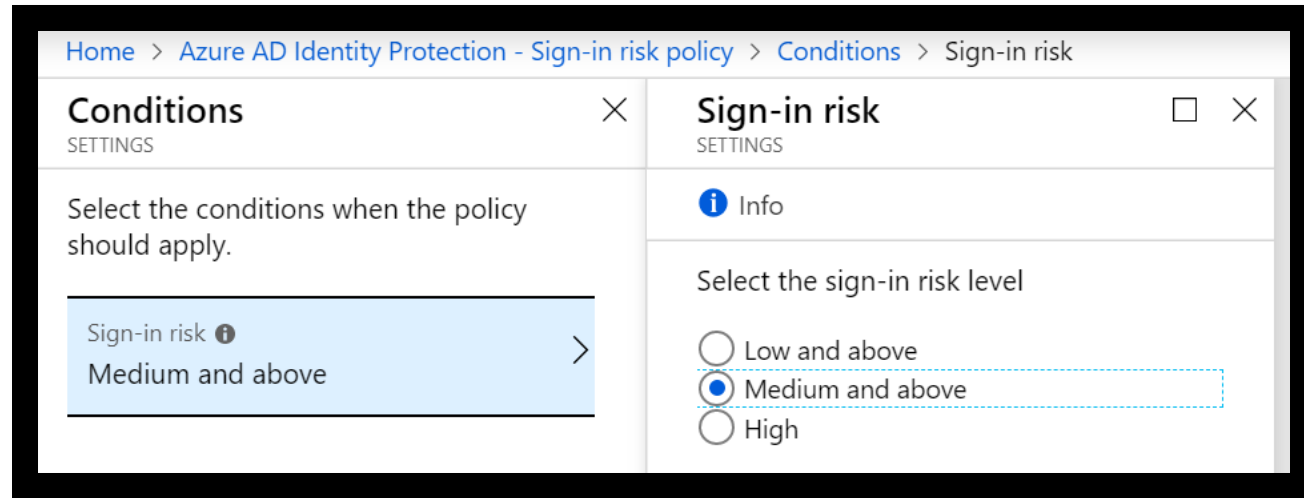 Home > Azure AD Identity Protection - Sign-in risk policy > Conditions > Sign-in risk
Conditions
SETTINGS
Select the conditions when the policy
should apply.
Sign-in risk
Medium and above
Sign-in risk
SETTINGS
Info
Select the sign-in risk level
Low and above
Medium and above
High